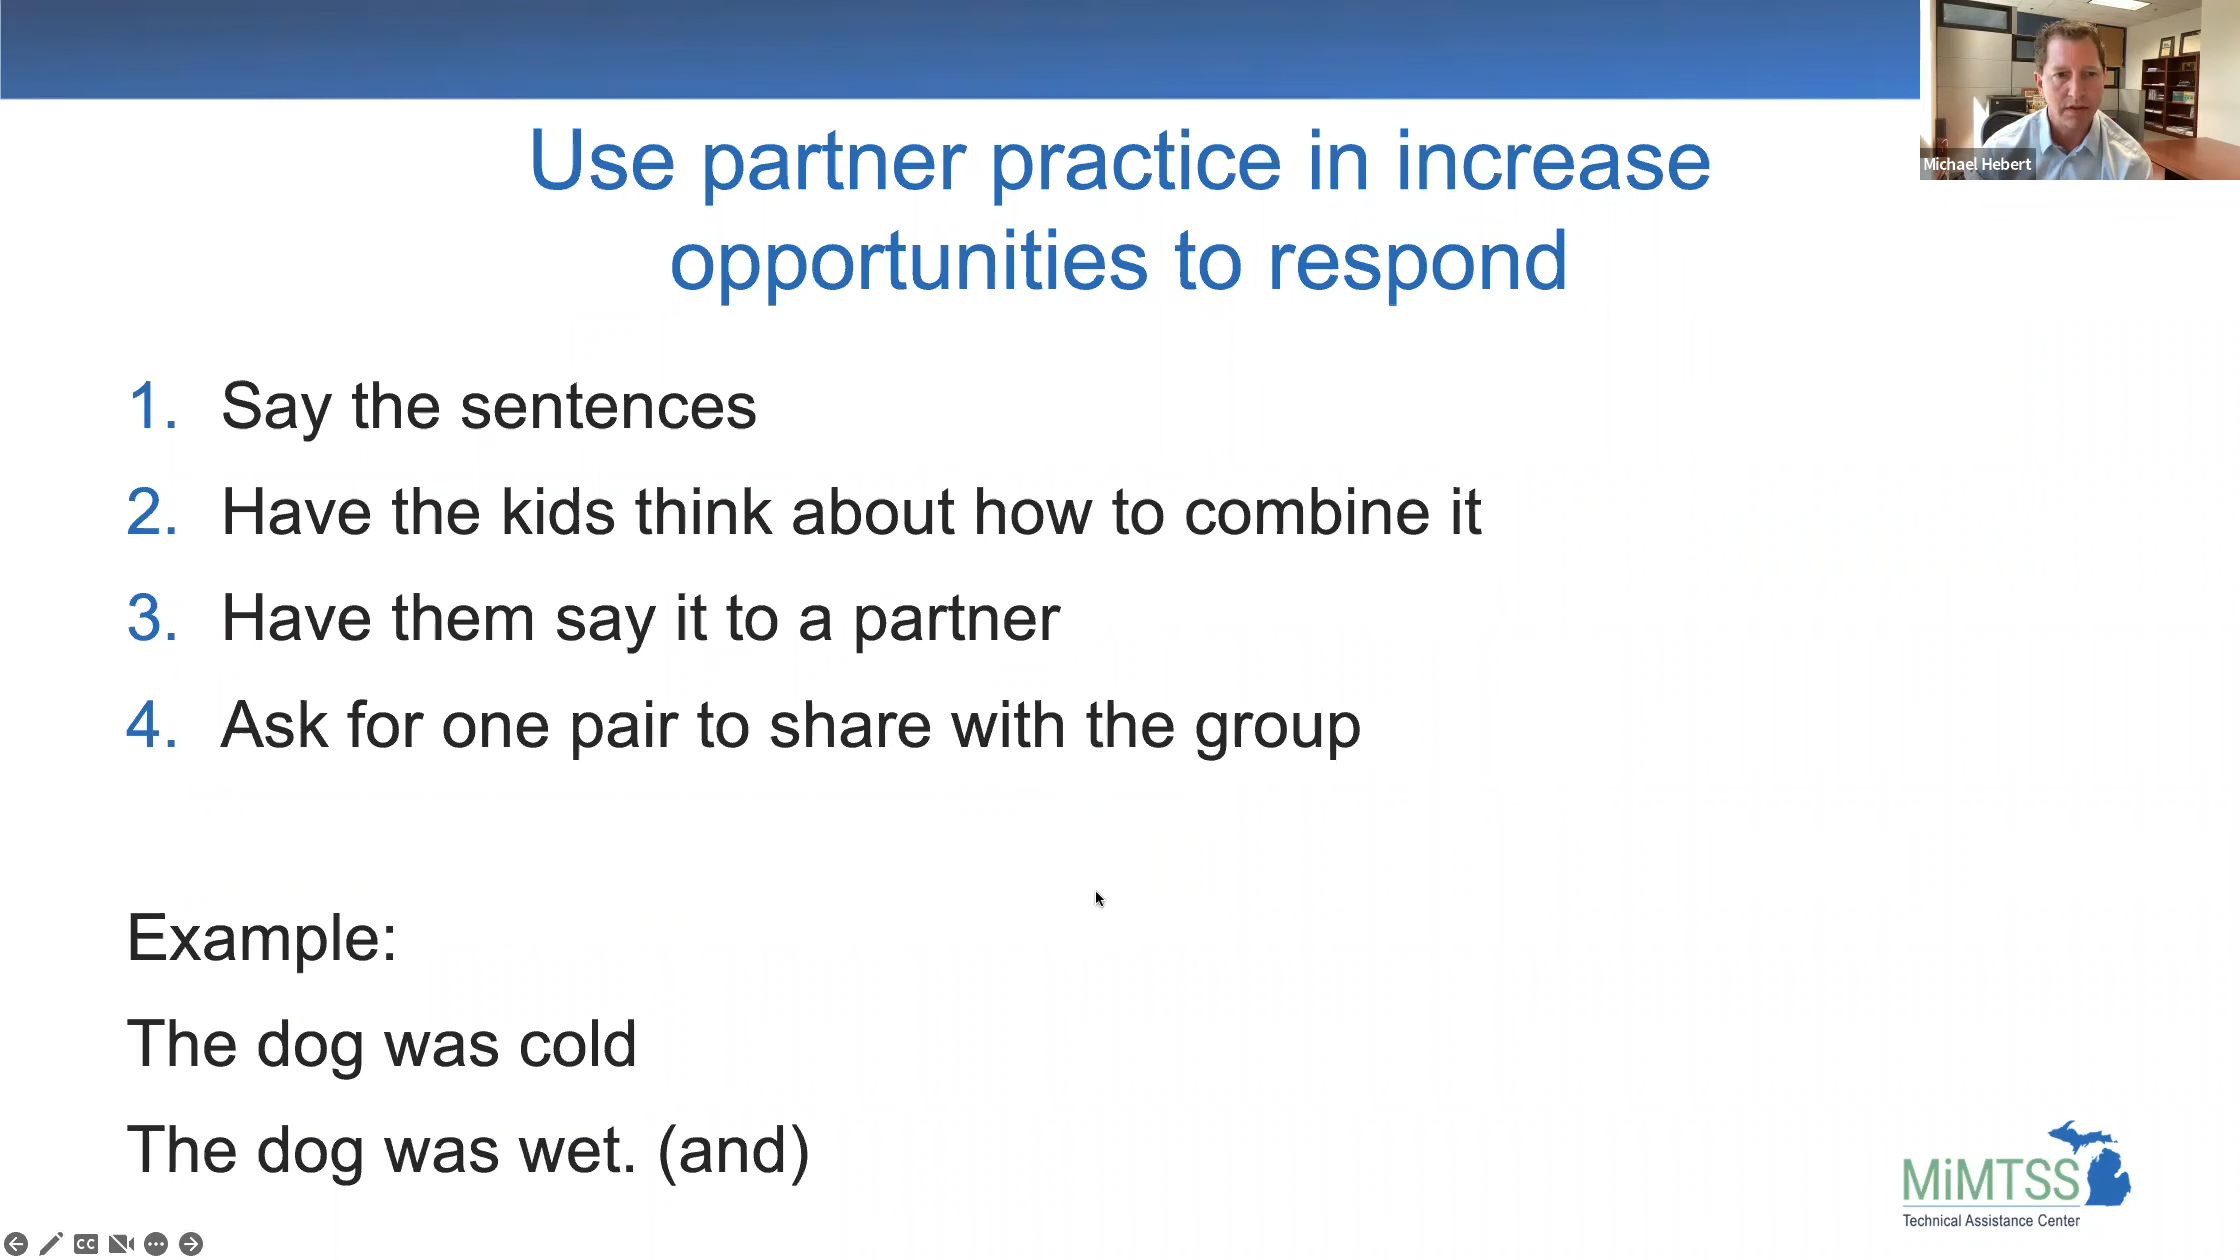 Use partner practice in increase
opportunities to respond
Michael Hebert
1. Say the sentences
2. Have the kids think about how to combine it
3. Have them say it to a partner
4. Ask for one pair to share with the group
Example:
The dog was cold
The dog was wet. (and)
MiMTSS
Technical Assistance Center
CC